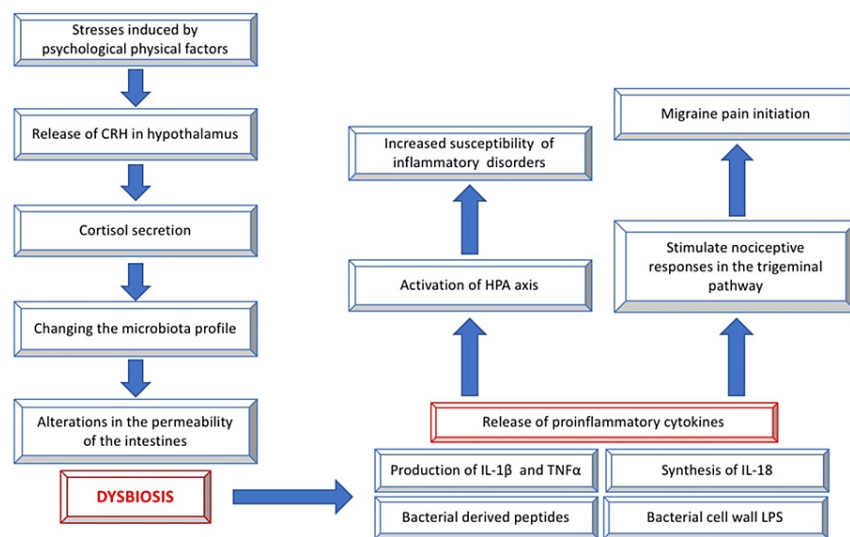 Stresses induced by
psychological physical factors
Release of CRH in hypothalamus
Cortisol secretion
Changing the microbiota profile
Alterations in the permeability
of the intestines
DYSBIOSIS
Increased susceptibility of
inflammatory disorders
Activation of HPA axis
Migraine pain initiation
Stimulate nociceptive
responses in the trigeminal
pathway
Release of proinflammatory cytokines
Production of IL-1β and TNFα
Synthesis of IL-18
Bacterial derived peptides
Bacterial cell wall LPS